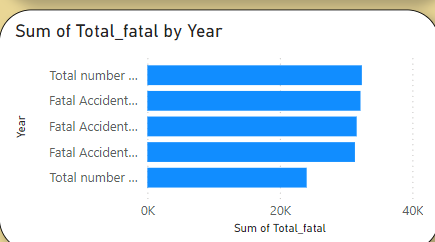 Sum of Total_fatal by Year
Year
Total number ...
Fatal Accident...
Fatal Accident...
Fatal Accident...
Total number ...
0K 20K 40K
Sum of Total_fatal